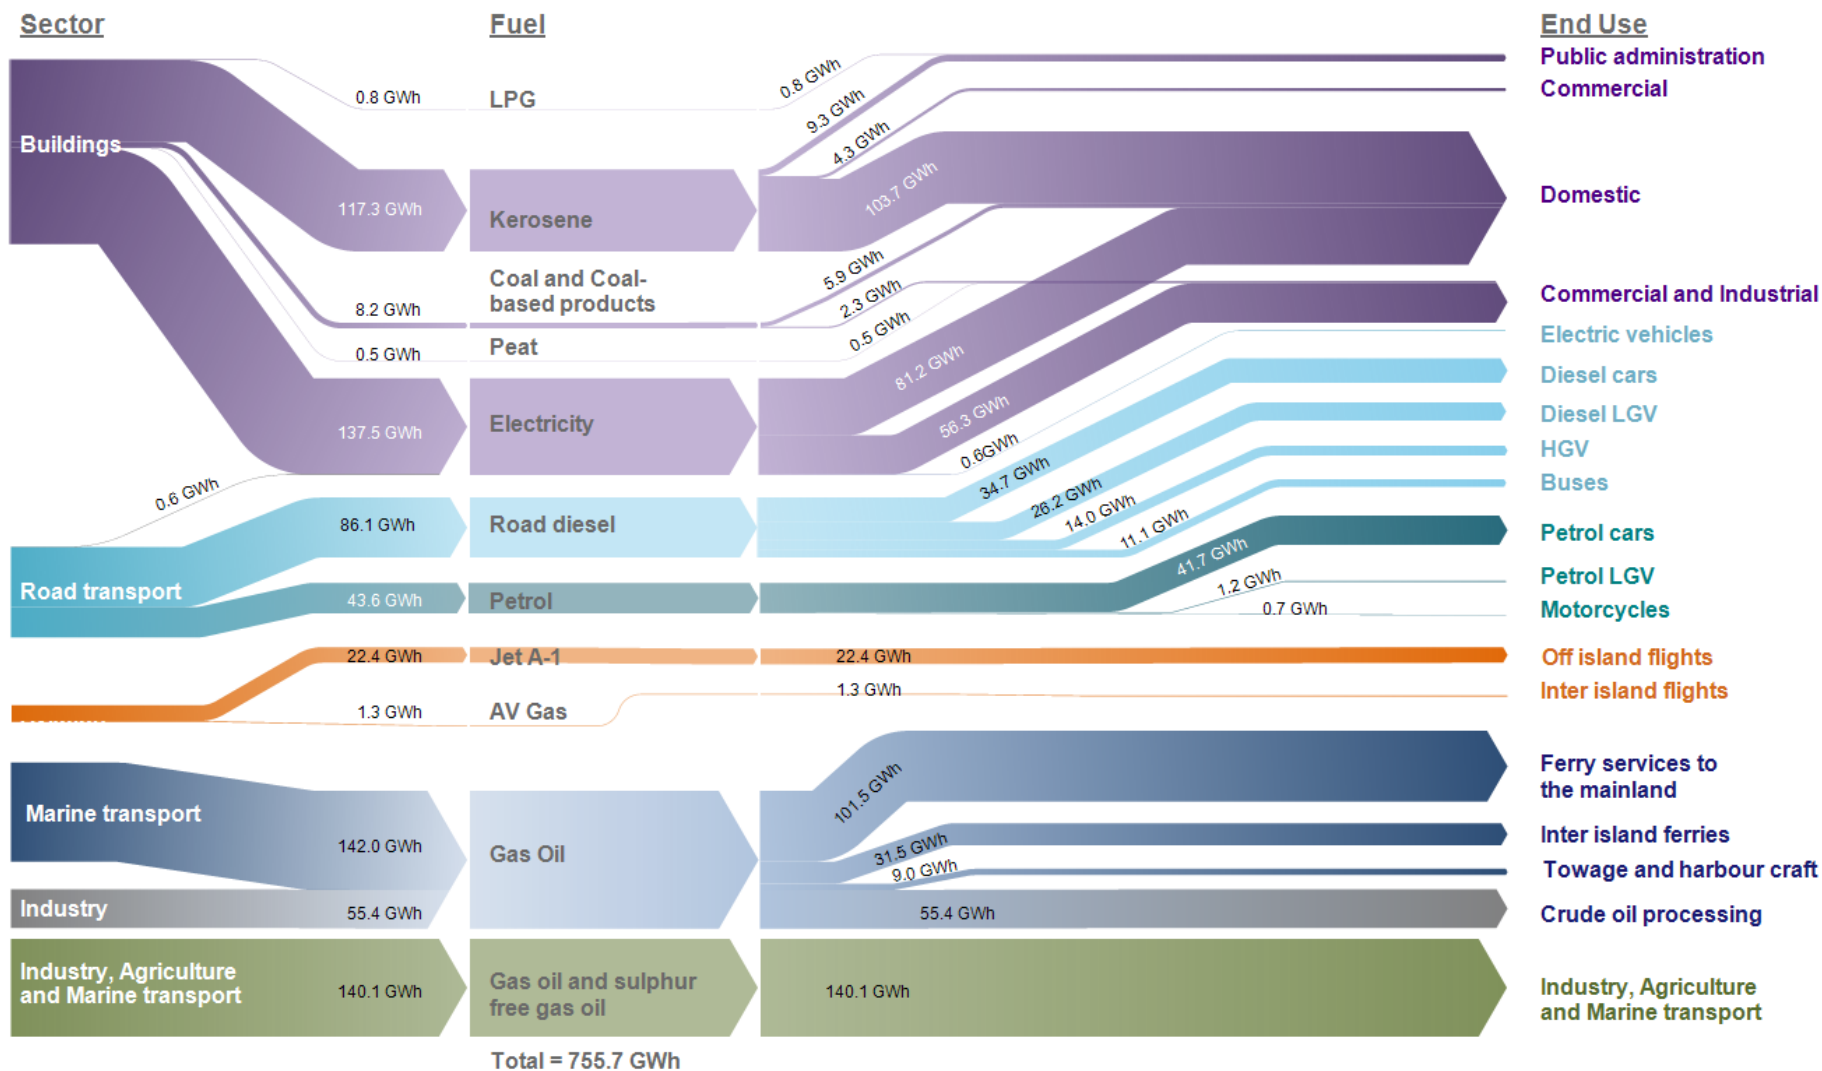 Sector
Fuel
End Use
Public administration
Commercial
0.8 GWh
LPG
0.8 GWh
9.3 GWh
4.3 GWh
Buildings
117.3 GWh
Kerosene
103.7 GWh
Domestic
8.2 GWh
Coal and Coal-
based products
5.9 GWh
2.3 GWh
Commercial and Industrial
0.5 GWh
Peat
0.5 GWh
Electric vehicles
137.5 GWh
Electricity
81.2 GWh
56.3 GWh
0.6GWh
Diesel cars
Diesel LGV
HGV
Buses
0.6 GWh
86.1 GWh
Road diesel
34.7 GWh
26.2 GWh
14.0 GWh
11.1 GWh
Petrol cars
Road transport
43.6 GWh
Petrol
41.7 GWh
1.2 GWh
0.7 GWh
Petrol LGV
Motorcycles
22.4 GWh
Jet A-1
22.4 GWh
Off island flights
1.3 GWh
AV Gas
1.3 GWh
Inter island flights
Marine transport
142.0 GWh
Gas Oil
101.5 GWh
31.5 GWh
9.0 GWh
Ferry services to
the mainland
Inter island ferries
Towage and harbour craft
Industry
55.4 GWh
55.4 GWh
Crude oil processing
Industry, Agriculture
and Marine transport
140.1 GWh
Gas oil and sulphur
free gas oil
140.1 GWh
Industry, Agriculture
and Marine transport
Total = 755.7 GWh